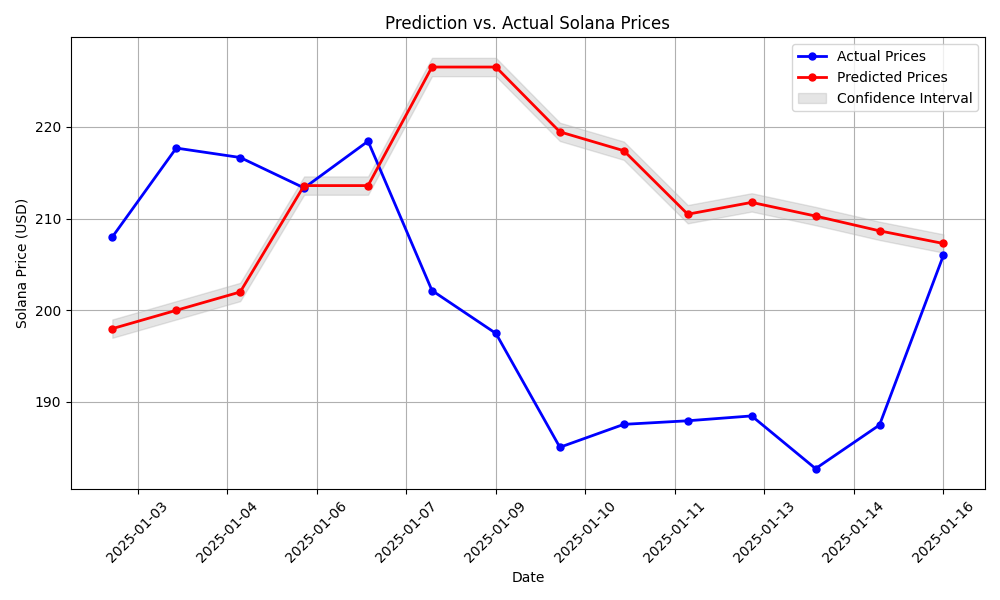 Prediction vs. Actual Solana Prices
Actual Prices
Predicted Prices
Confidence Interval
Solana Price (USD)
220
210
200
190
2025-01-03
2025-01-04
2025-01-06
2025-01-07
2025-01-09
2025-01-10
2025-01-11
2025-01-13
2025-01-14
2025-01-16
Date